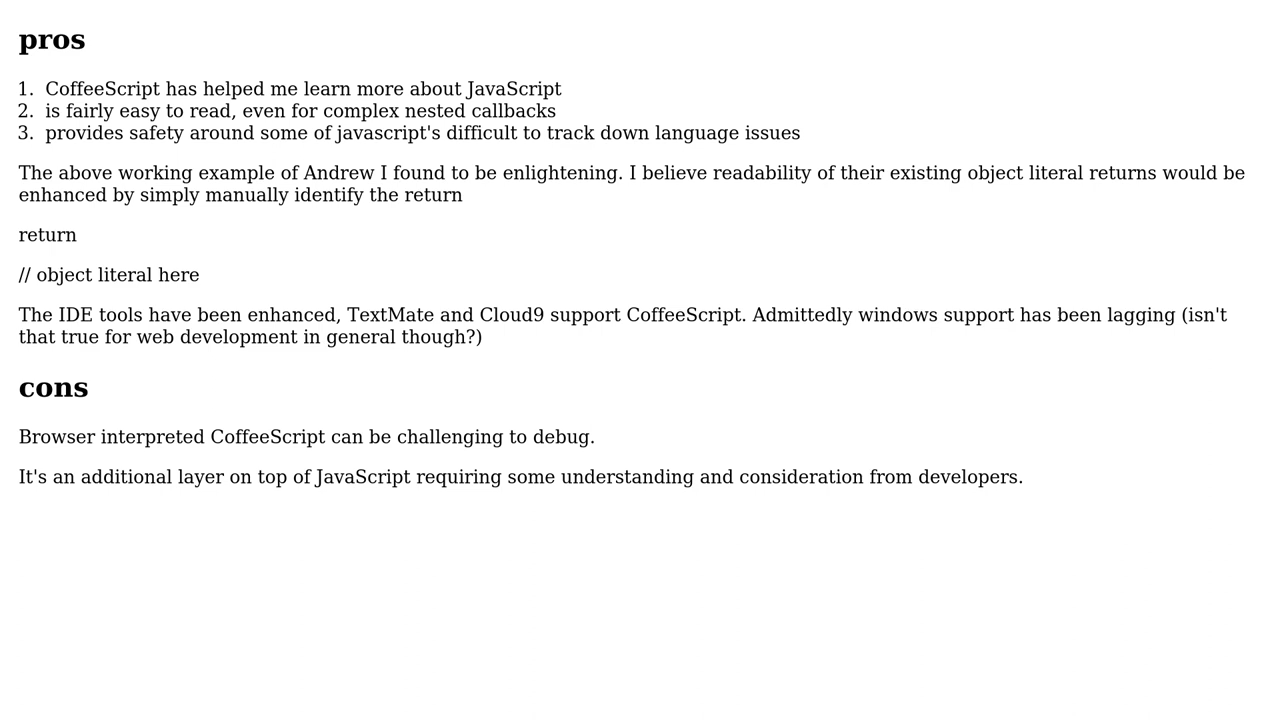 pros
1. CoffeeScript has helped me learn more about JavaScript
2. is fairly easy to read, even for complex nested callbacks
3. provides safety around some of javascript's difficult to track down language issues
The above working example of Andrew I found to be enlightening. I believe readability of their existing object literal returns would be
enhanced by simply manually identify the return
return
// object literal here
The IDE tools have been enhanced, TextMate and Cloud9 support CoffeeScript. Admittedly windows support has been lagging (isn't
that true for web development in general though?)
cons
Browser interpreted CoffeeScript can be challenging to debug.
It's an additional layer on top of JavaScript requiring some understanding and consideration from developers.